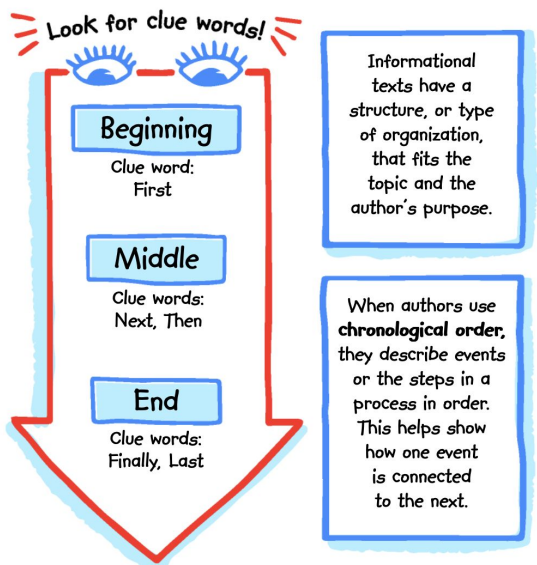 Look for clue words!
Beginning
Clue word:
First
Middle
Clue words:
Next, Then
End
Clue words:
Finally, Last
Informational
texts have a
structure, or type
of organization,
that fits the
topic and the
author's purpose.
When authors use
chronological order,
they describe events
or the steps in a
process in order.
This helps show
how one event
is connected
to the next.